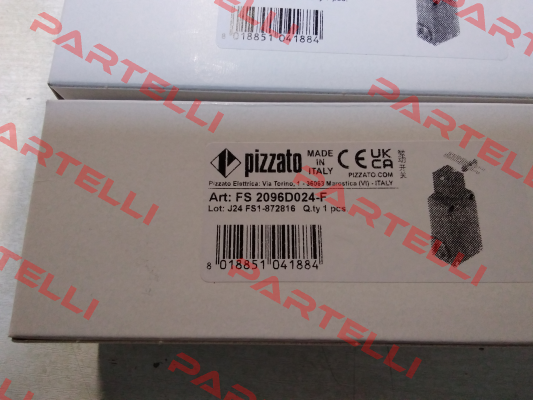 8 018851 041884
pizzato
MADE IN ITALY
CE UK CA
PIZZATO.COM
Pizzato Elettrica: Via Torino, 1 - 36063 Marostica (VI) - ITALY
Art: FS 2096D024-F
Lot: J24 FS1-872816 Q.ty 1 pcs
8 018851 041884
PARTELLI
PARTELLI
PARTELLI
PARTELLI
PARTELLI